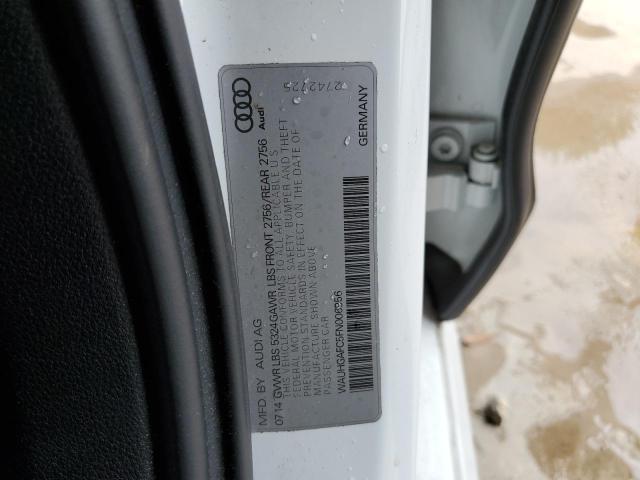 Audi
MFD. BY AUDI AG
07 14 GVWR LBS 5324 GAWR LBS FRONT 2756/REAR 2756
THIS VEHICLE CONFORMS TO ALL APPLICABLE U S
FEDERAL MOTOR VEHICLE SAFETY, BUMPER AND THEFT
PREVENTION STANDARDS IN EFFECT ON THE DATE OF
MANUFACTURE SHOWN ABOVE
PASSENGER CAR
2742725
WAUHGAFC5FN006966
GERMANY